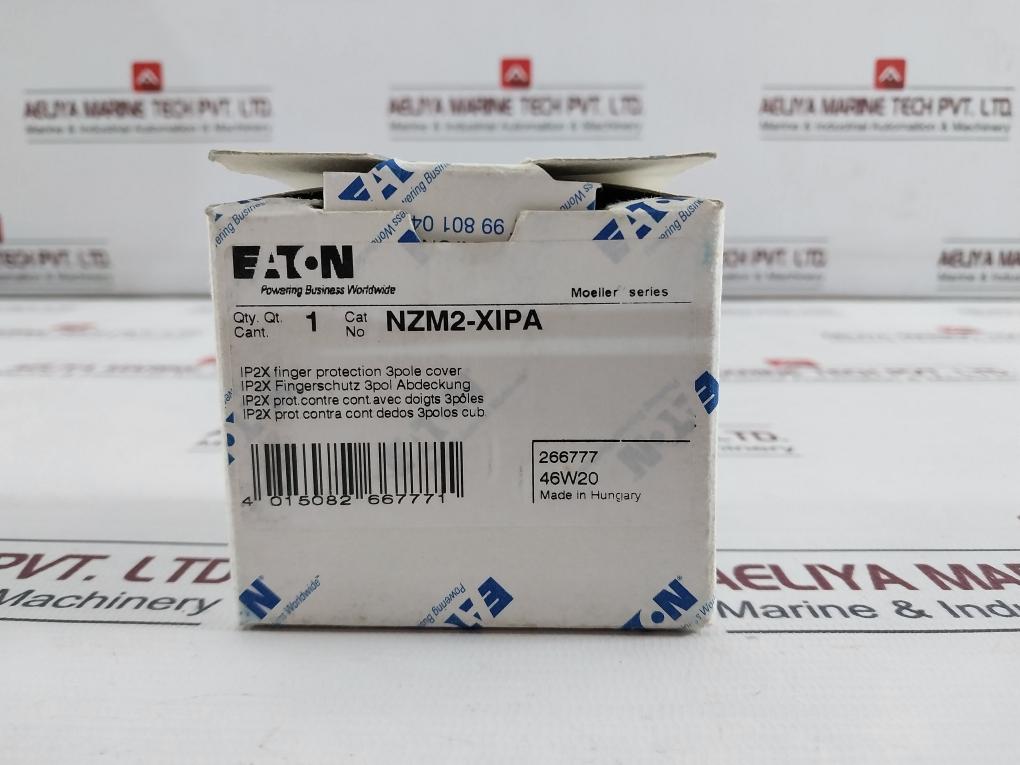 AELIYA MARINE TECH PVT. LTD.
Marine & Industrial Automation & Machinery
AELIYA MARINE TECH PVT. LTD.
Marine & Industrial Automation & Machinery
AELIYA MARINE TECH PVT. LTD.
Marine & Industrial Automation & Machinery
99 801 04
EATON
Powering Business Worldwide
Moeller series
Qty. Qt. 1 Cat NZM2-XIPA
Cant. No
IP2X finger protection 3pole cover
IP2X Fingerschutz 3pol Abdeckung
IP2X prot.contre cont.avec doigts 3pôles
IP2X prot.contra cont.dedos 3polos cub.
4 015082 667771
266777
46W20
Made in Hungary
PVT. LTD.
Machinery
AELIYA MAR
Marine & Indu